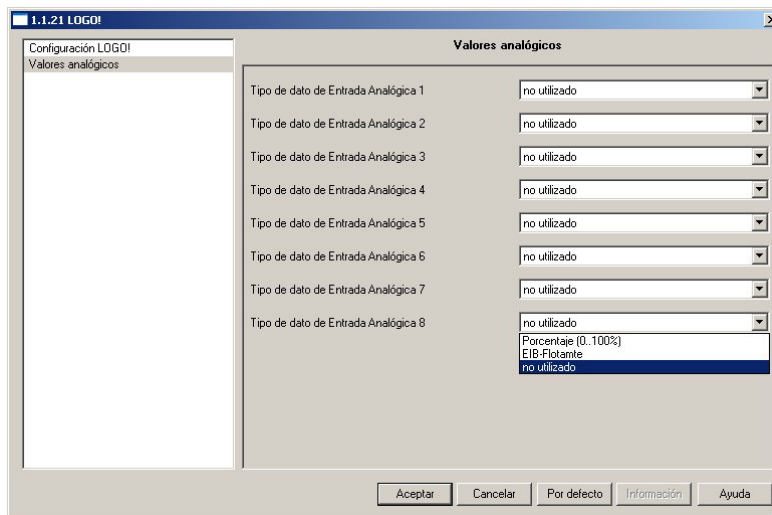 1.1.21 LOGO!
Configuración LOGO!
Valores analógicos
Valores analógicos
Tipo de dato de Entrada Analógica 1 no utilizado
Tipo de dato de Entrada Analógica 2 no utilizado
Tipo de dato de Entrada Analógica 3 no utilizado
Tipo de dato de Entrada Analógica 4 no utilizado
Tipo de dato de Entrada Analógica 5 no utilizado
Tipo de dato de Entrada Analógica 6 no utilizado
Tipo de dato de Entrada Analógica 7 no utilizado
Tipo de dato de Entrada Analógica 8 no utilizado
Porcentaje (0..100%)
EIB-Flotamte
no utilizado
Aceptar Cancelar Por defecto Información Ayuda